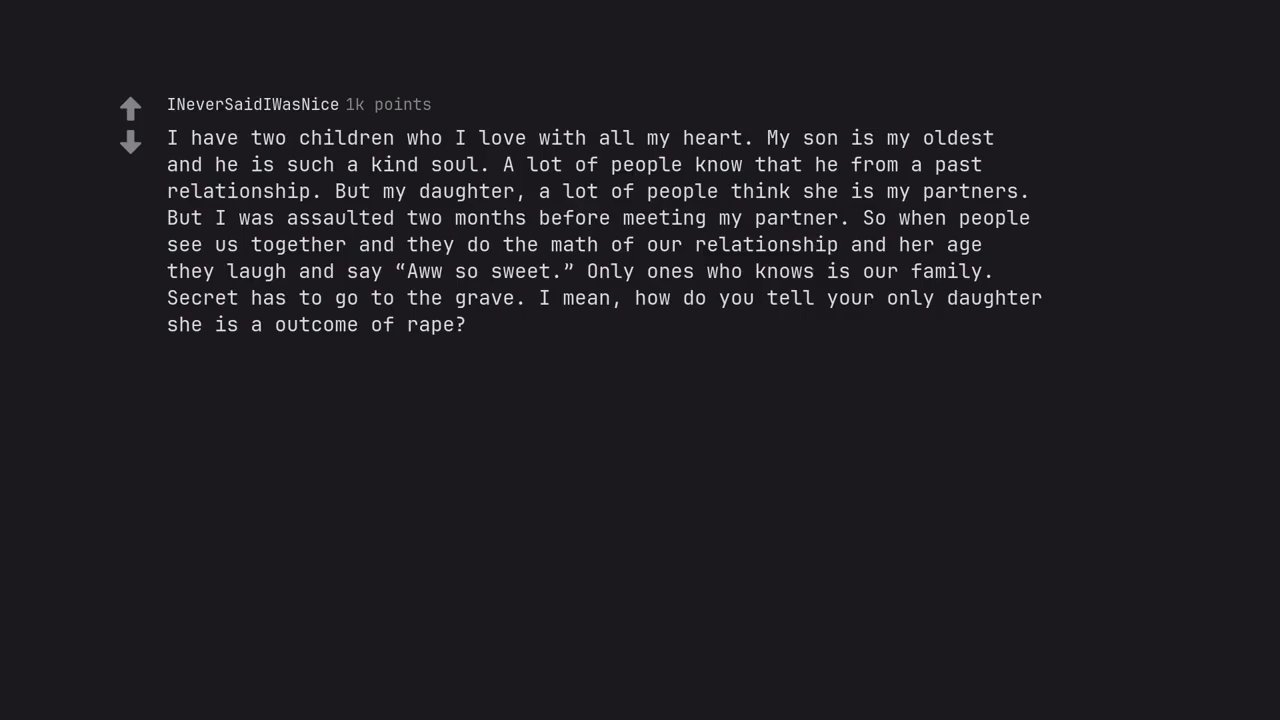 INeverSaidIWasNice 1k points
I have two children who I love with all my heart. My son is my oldest
and he is such a kind soul. A lot of people know that he from a past
relationship. But my daughter, a lot of people think she is my partners.
But I was assaulted two months before meeting my partner. So when people
see us together and they do the math of our relationship and her age
they laugh and say “Aww so sweet.” Only ones who knows is our family.
Secret has to go to the grave. I mean, how do you tell your only daughter
she is a outcome of rape?